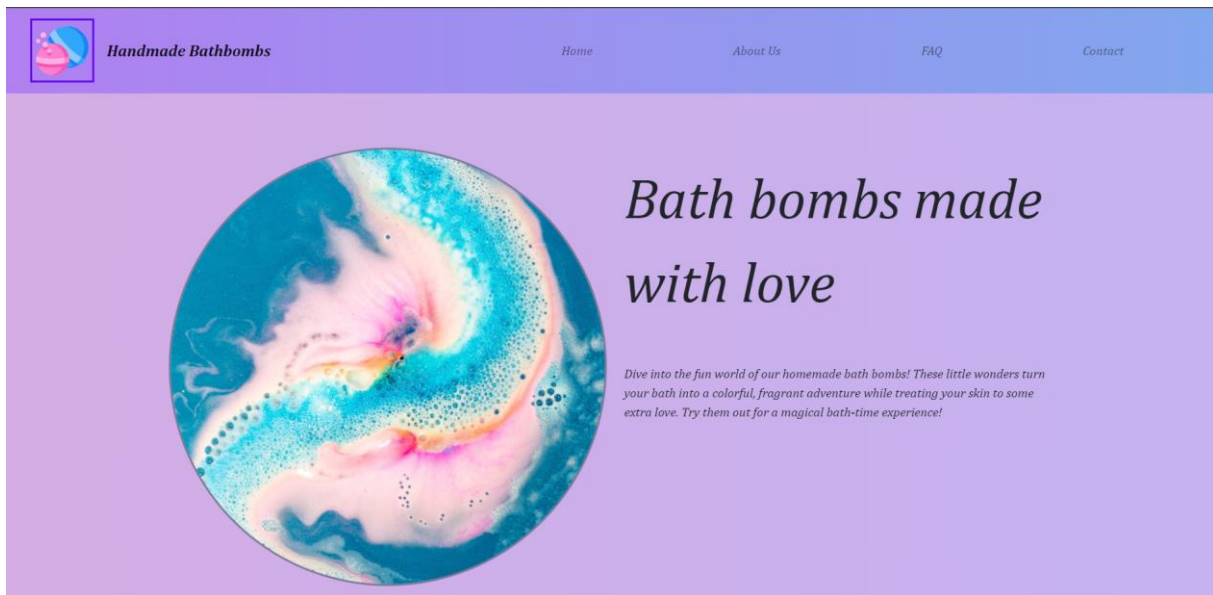 Handmade Bathbombs
Home
About Us
FAQ
Contact
Bath bombs made
with love
Dive into the fun world of our homemade bath bombs! These little wonders turn
your bath into a colorful, fragrant adventure while treating your skin to some
extra love. Try them out for a magical bath-time experience!